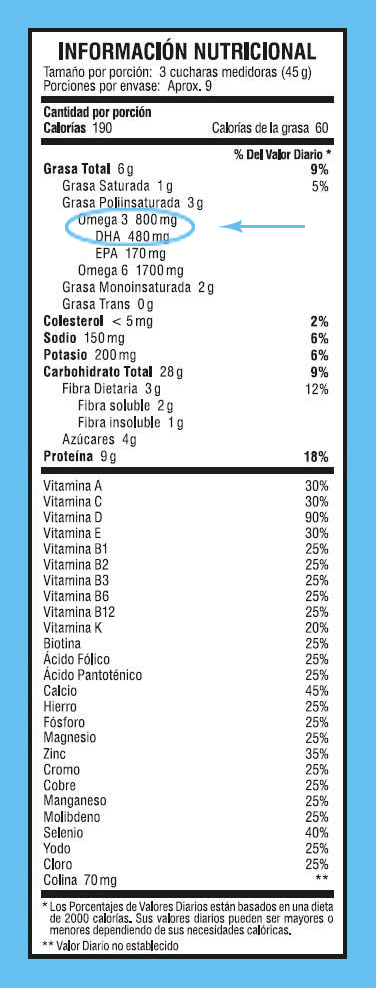 INFORMACIÓN NUTRICIONAL
Tamaño por porción: 3 cucharas medidoras (45 g)
Porciones por envase: Aprox. 9
Cantidad por porción
Calorías 190 Calorías de la grasa 60
% Del Valor Diario *
Grasa Total 6 g 9%
Grasa Saturada 1 g 5%
Grasa Poliinsaturada 3 g
Omega 3 800 mg
DHA 480 mg
EPA 170 mg
Omega 6 1700 mg
Grasa Monoinsaturada 2 g
Grasa Trans 0 g
Colesterol < 5 mg 2%
Sodio 150 mg 6%
Potasio 200 mg 6%
Carbohidrato Total 28 g 9%
Fibra Dietaria 3 g 12%
Fibra soluble 2 g
Fibra insoluble 1 g
Azúcares 4g
Proteína 9 g 18%
Vitamina A 30%
Vitamina C 30%
Vitamina D 90%
Vitamina E 30%
Vitamina B1 25%
Vitamina B2 25%
Vitamina B3 25%
Vitamina B6 25%
Vitamina B12 25%
Vitamina K 20%
Biotina 25%
Ácido Fólico 25%
Ácido Pantoténico 25%
Calcio 45%
Hierro 25%
Fósforo 25%
Magnesio 25%
Zinc 35%
Cromo 25%
Cobre 25%
Manganeso 25%
Molibdeno 25%
Selenio 40%
Yodo 25%
Cloro 25%
Colina 70 mg **
* Los Porcentajes de Valores Diarios están basados en una dieta
de 2000 calorías. Sus valores diarios pueden ser mayores o
menores dependiendo de sus necesidades calóricas.
** Valor Diario no establecido